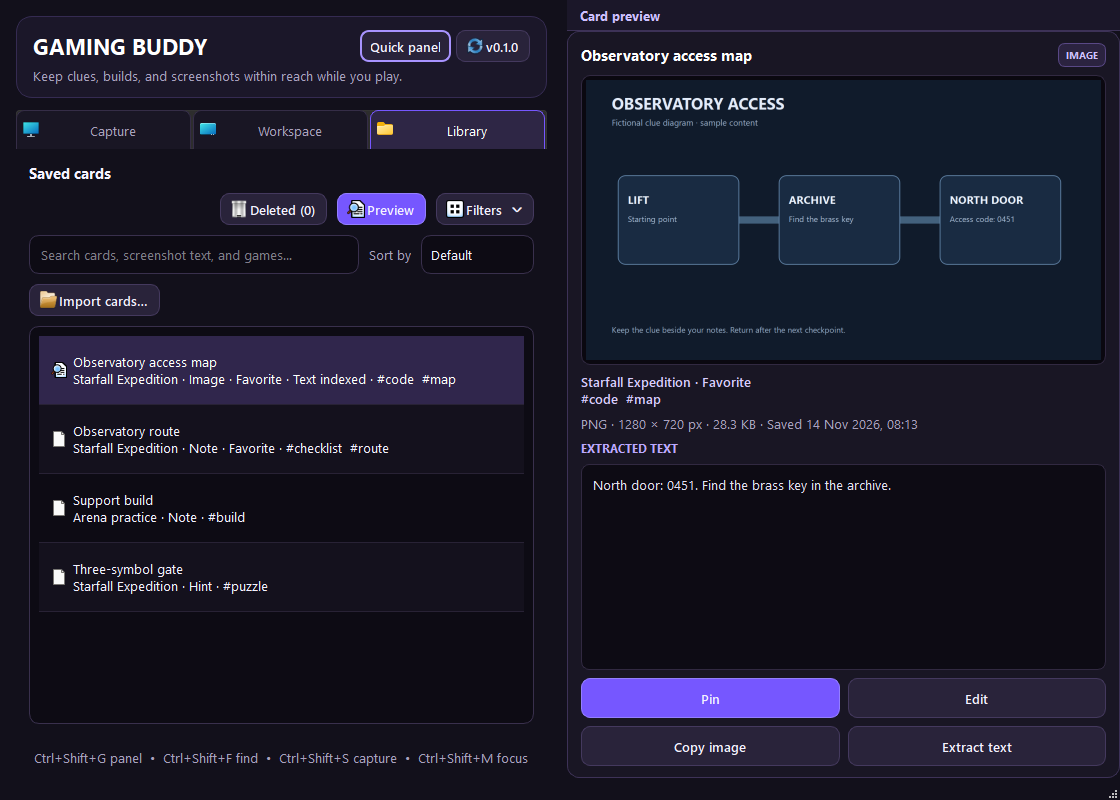 GAMING BUDDY
Quick panel
v0.1.0
Keep clues, builds, and screenshots within reach while you play.
Capture
Workspace
Library
Saved cards
Deleted (0)
Preview
Filters
Search cards, screenshot text, and games...
Sort by
Default
Import cards...
Observatory access map
Starfall Expedition · Image · Favorite · Text indexed · #code #map
Observatory route
Starfall Expedition · Note · Favorite · #checklist #route
Support build
Arena practice · Note · #build
Three-symbol gate
Starfall Expedition · Hint · #puzzle
Ctrl+Shift+G panel • Ctrl+Shift+F find • Ctrl+Shift+S capture • Ctrl+Shift+M focus
Card preview
Observatory access map
IMAGE
OBSERVATORY ACCESS
Fictional clue diagram · sample content
LIFT
Starting point
ARCHIVE
Find the brass key
NORTH DOOR
Access code: 0451
Keep the clue beside your notes. Return after the next checkpoint.
Starfall Expedition · Favorite
#code #map
PNG · 1280 × 720 px · 28.3 KB · Saved 14 Nov 2026, 08:13
EXTRACTED TEXT
North door: 0451. Find the brass key in the archive.
Pin
Edit
Copy image
Extract text